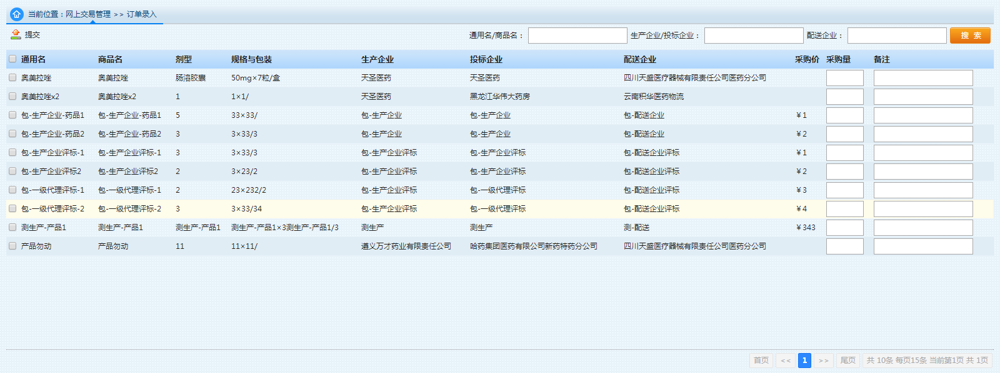 当前位置：网上交易管理 >> 订单录入
提交 通用名/商品名： 生产企业/投标企业： 配送企业： 搜 索
通用名 商品名 剂型 规格与包装 生产企业 投标企业 配送企业 采购价 采购量 备注
奥美拉唑 奥美拉唑 肠溶胶囊 50mg×7粒/盒 天圣医药 天圣医药 四川天盛医疗器械有限责任公司医药分公司
奥美拉唑x2 奥美拉唑x2 1 1×1/ 天圣医药 黑龙江华伟大药房 云南积华医药物流
包-生产企业-药品1 包-生产企业-药品1 5 33×33/ 包-生产企业 包-生产企业 包-配送企业 ¥1
包-生产企业-药品2 包-生产企业-药品2 3 3×33/3 包-生产企业 包-生产企业 包-配送企业 ¥2
包-生产企业评标-1 包-生产企业评标-1 3 3×33/3 包-生产企业评标 包-生产企业评标 包-配送企业评标 ¥1
包-生产企业评标2 包-生产企业评标2 2 3×23/2 包-生产企业评标 包-生产企业评标 包-配送企业评标 ¥2
包-一级代理评标-1 包-一级代理评标-1 2 23×232/2 包-生产企业评标 包-一级代理评标 包-配送企业评标 ¥3
包-一级代理评标-2 包-一级代理评标-2 3 3×33/34 包-生产企业评标 包-一级代理评标 包-配送企业评标 ¥4
测生产-产品1 测生产-产品1 测生产-产品1 测生产-产品1×3测生产-产品1/3 测生产 测生产 测-配送 ¥343
产品勿动 产品勿动 11 11×11/ 遵义万才药业有限责任公司 哈药集团医药有限公司新药特药分公司 四川天盛医疗器械有限责任公司医药分公司
首页 << 1 >> 尾页 共 10条 每页15条 当前第1页 共 1页